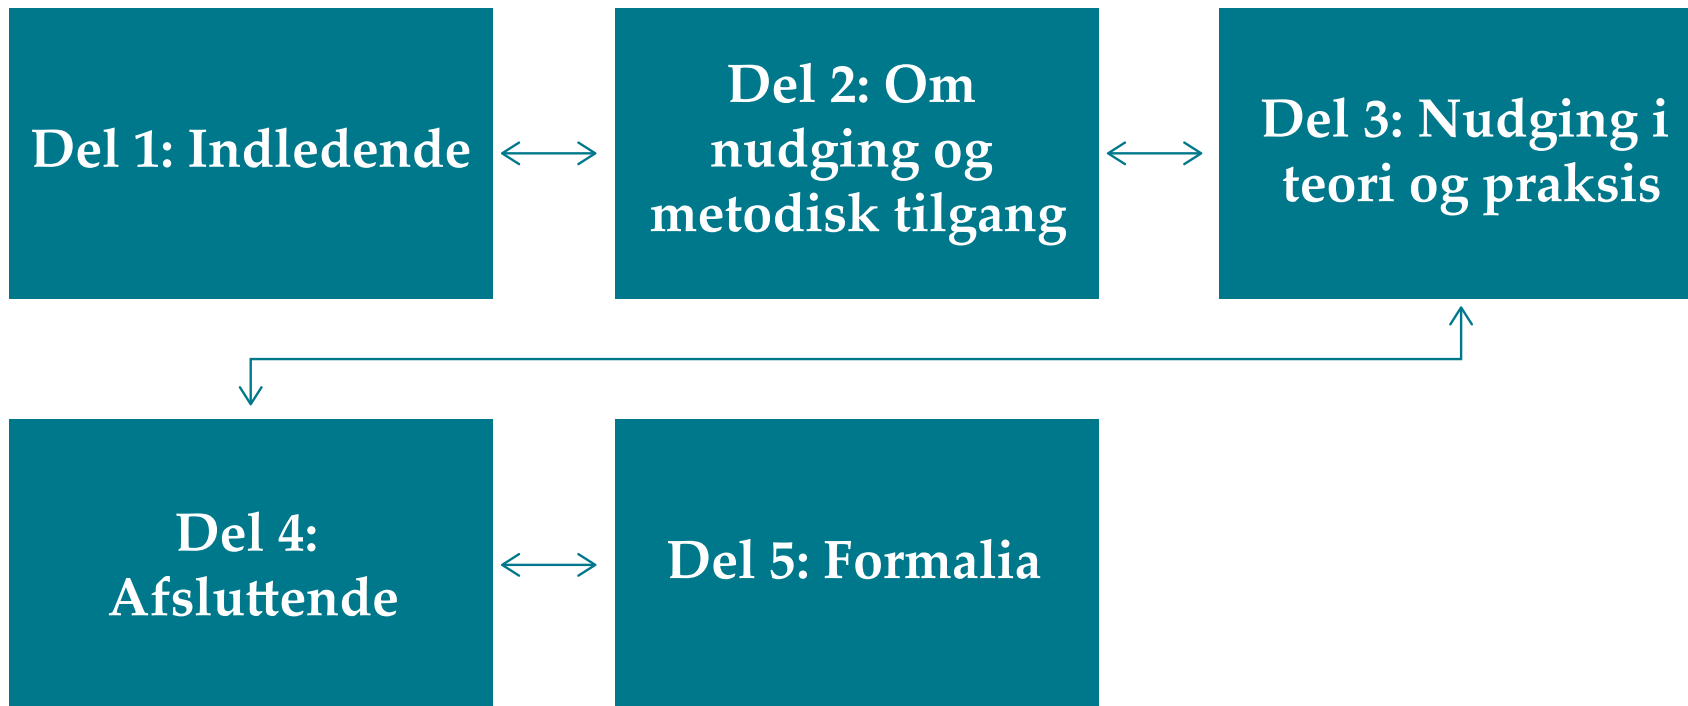 Del 1: Indledende
Del 2: Om
nudging og
metodisk tilgang
Del 3: Nudging i
teori og praksis
Del 4:
Afsluttende
Del 5: Formalia